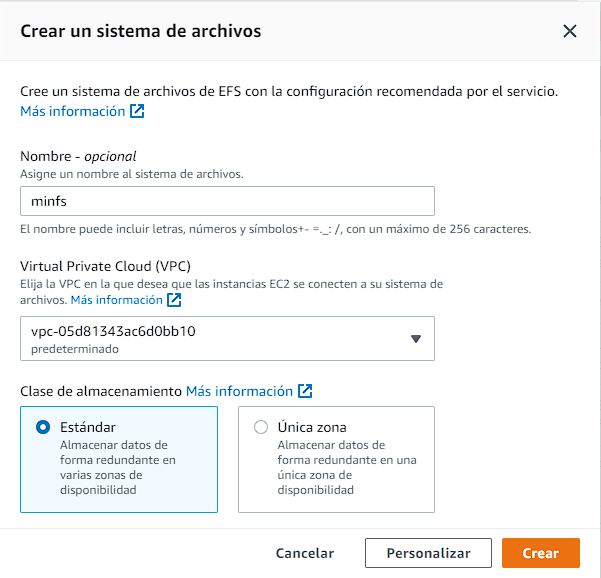 Crear un sistema de archivos
Cree un sistema de archivos de EFS con la configuración recomendada por el servicio.
Más información
Nombre - opcional
Asigne un nombre al sistema de archivos.
minfs
El nombre puede incluir letras, números y símbolos+- =._: /, con un máximo de 256 caracteres.
Virtual Private Cloud (VPC)
Elija la VPC en la que desea que las instancias EC2 se conecten a su sistema de
archivos. Más información
vpc-05d81343ac6d0bb10
predeterminado
Clase de almacenamiento Más información
Estándar
Almacenar datos de
forma redundante en
varias zonas de
disponibilidad
Única zona
Almacenar datos de
forma redundante en una
única zona de
disponibilidad
Cancelar
Personalizar
Crear